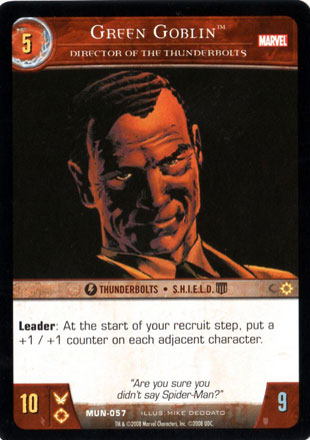 5
GREEN GOBLIN™
MARVEL
DIRECTOR OF THE THUNDERBOLTS
THUNDERBOLTS • S.H.I.E.L.D.
Leader: At the start of your recruit step, put a
+1 / +1 counter on each adjacent character.
"Are you sure you
didn't say Spider-Man?"
10
MUN-057
ILLUS: MIKE DEODATO
9
TM & ©2008 Marvel Characters, Inc. ©2008 UDC.